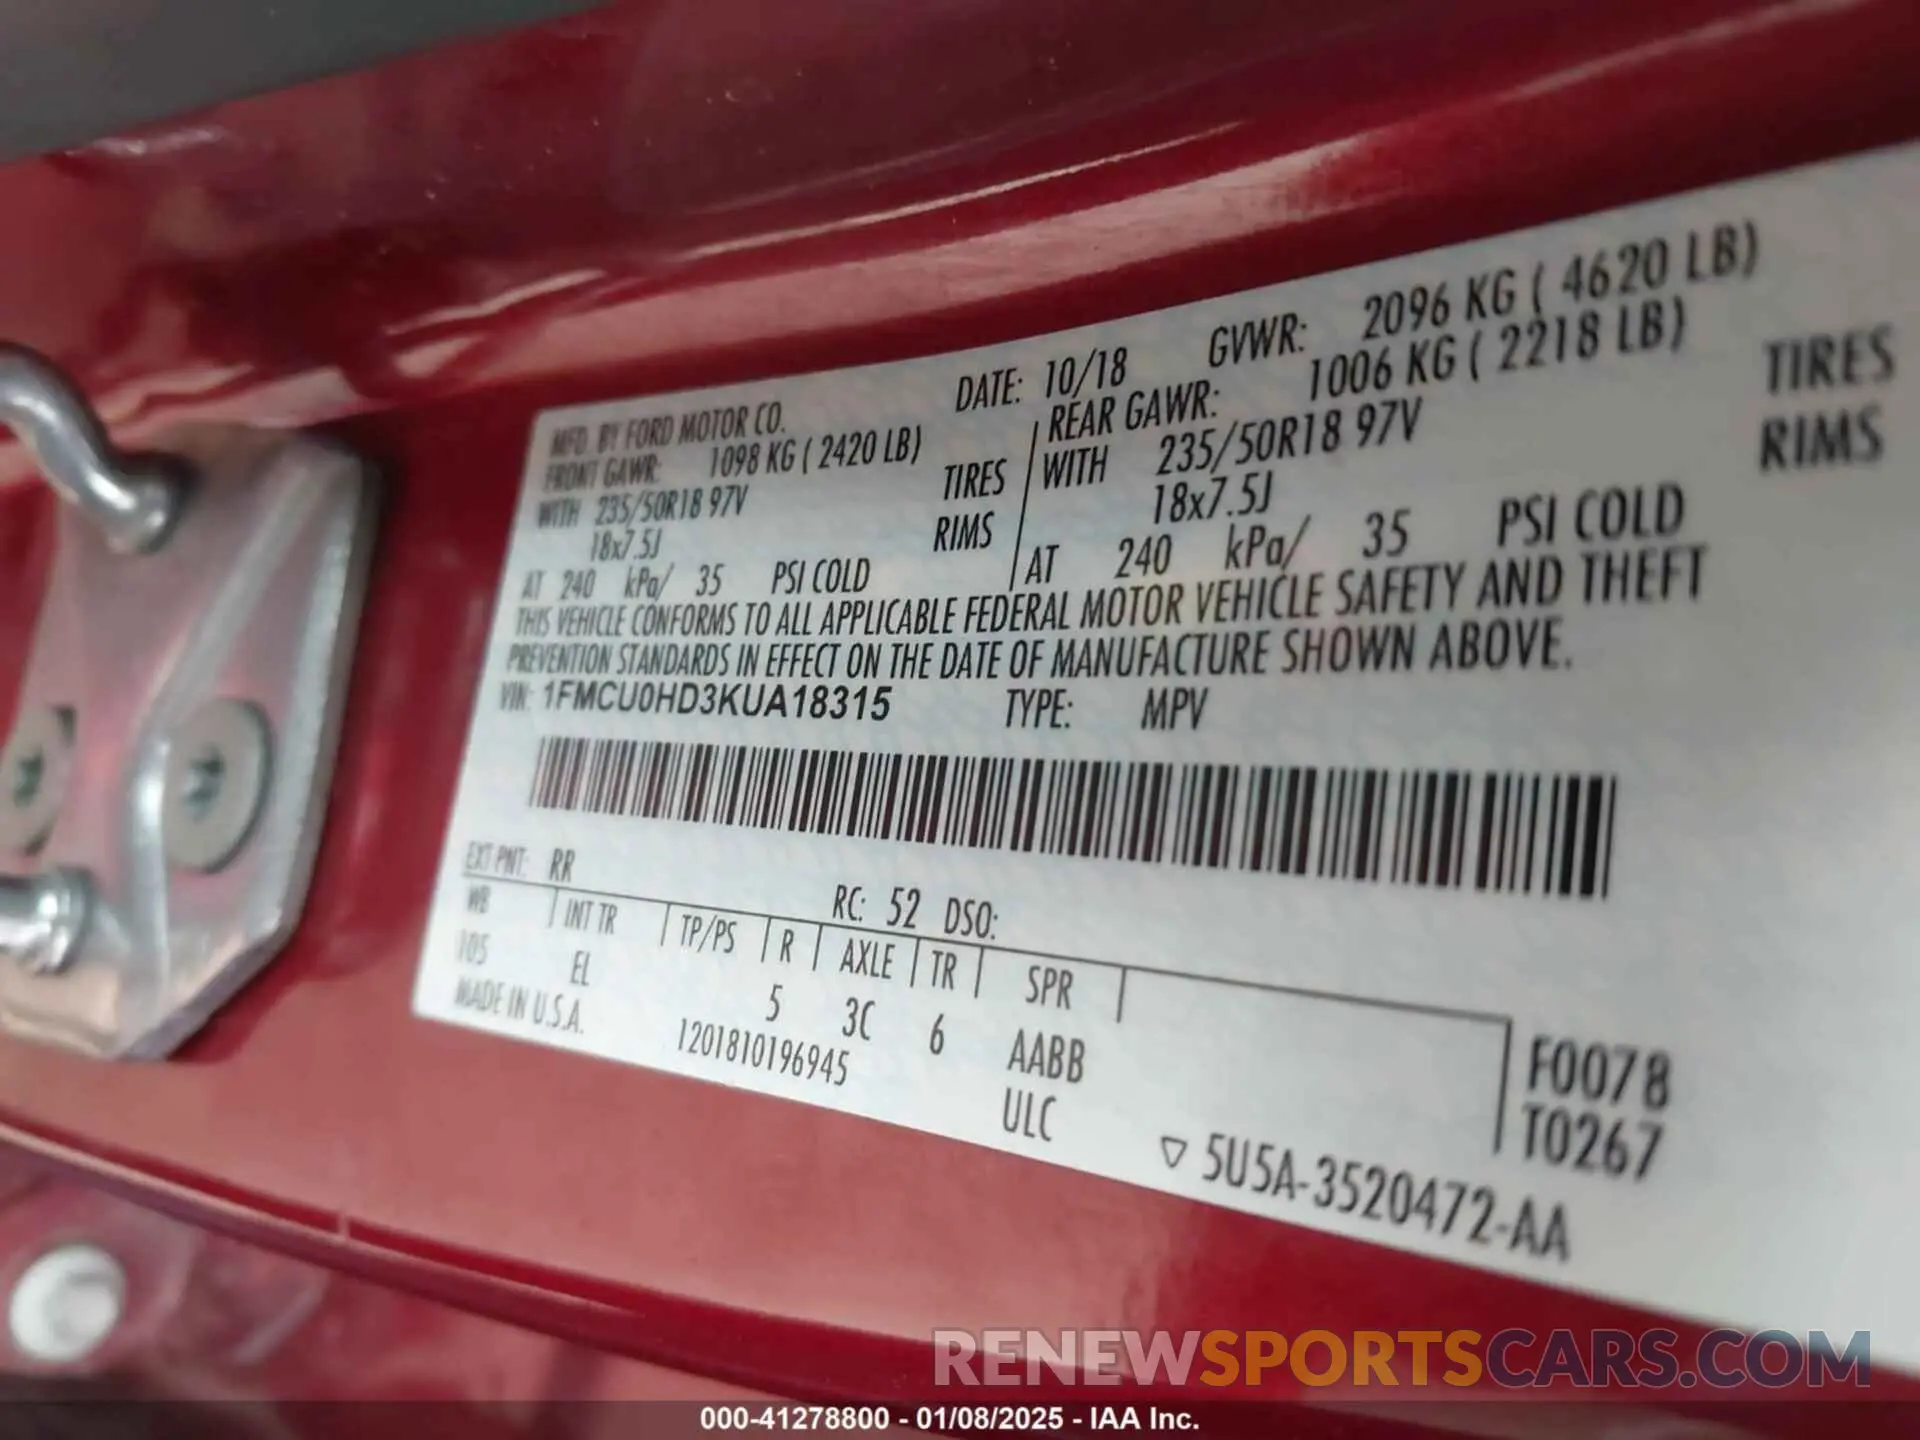 MFD. BY FORD MOTOR CO. DATE: 10/18 GVWR: 2096 KG ( 4620 LB)
FRONT GAWR: 1098 KG ( 2420 LB) REAR GAWR: 1006 KG ( 2218 LB)
WITH 235/50R18 97V TIRES WITH 235/50R18 97V TIRES
18x7.5J RIMS 18x7.5J RIMS
AT 240 kPa/ 35 PSI COLD AT 240 kPa/ 35 PSI COLD
THIS VEHICLE CONFORMS TO ALL APPLICABLE FEDERAL MOTOR VEHICLE SAFETY AND THEFT
PREVENTION STANDARDS IN EFFECT ON THE DATE OF MANUFACTURE SHOWN ABOVE.
VIN: 1FMCU0HD3KUA18315 TYPE: MPV
EXT PNT: RR RC: 52 DSO:
WB INT TR TP/PS R AXLE TR SPR
105 EL 5 3C 6 AABB F0078
MADE IN U.S.A. 1201810196945 ULC T0267
▽ 5U5A-3520472-AA
RENEWSPORTSCARS.COM
000-41278800 - 01/08/2025 - IAA Inc.